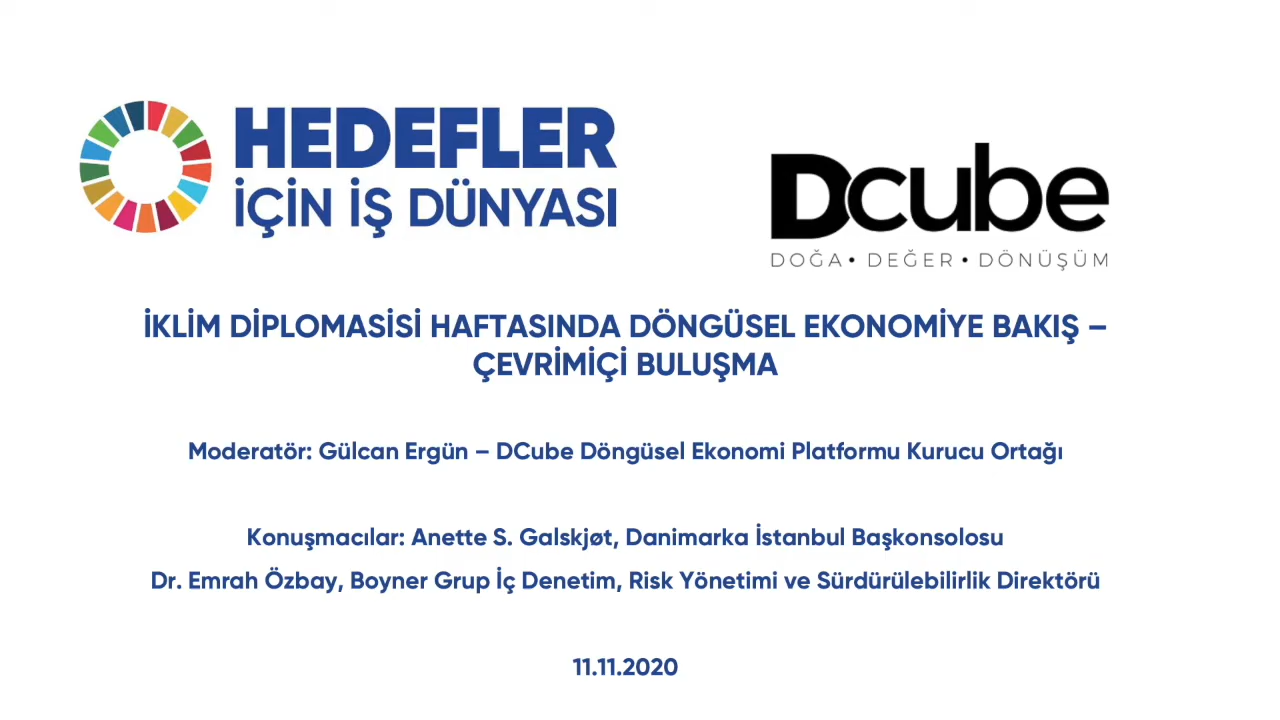 HEDEFLER
İÇİN İŞ DÜNYASI
Dcube
DOĞA • DEĞER • DÖNÜŞÜM
İKLİM DİPLOMASİSİ HAFTASINDA DÖNGÜSEL EKONOMİYE BAKIŞ –
ÇEVRİMİÇİ BULUŞMA
Moderatör: Gülcan Ergün – DCube Döngüsel Ekonomi Platformu Kurucu Ortağı
Konuşmacılar: Anette S. Galskjøt, Danimarka İstanbul Başkonsolosu
Dr. Emrah Özbay, Boyner Grup İç Denetim, Risk Yönetimi ve Sürdürülebilirlik Direktörü
11.11.2020